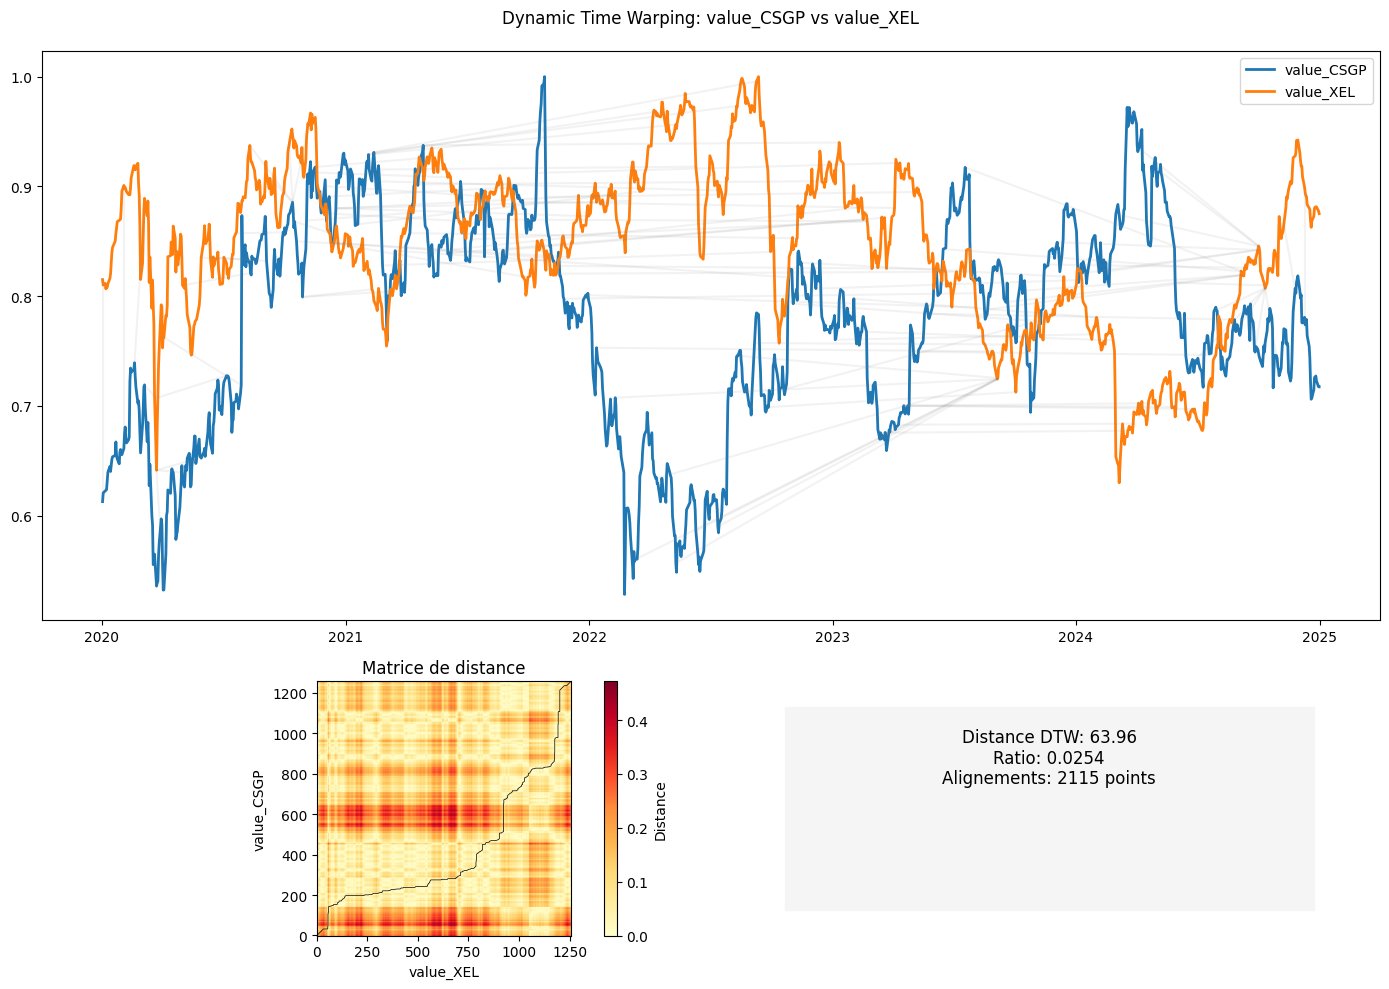 Dynamic Time Warping: value_CSGP vs value_XEL
value_CSGP
value_XEL
1.0
0.9
0.8
0.7
0.6
2020
2021
2022
2023
2024
2025
Matrice de distance
1200
1000
800
600
400
200
0
value_CSGP
0
250
500
750
1000
1250
value_XEL
0.4
0.3
0.2
0.1
0.0
Distance
Distance DTW: 63.96
Ratio: 0.0254
Alignements: 2115 points